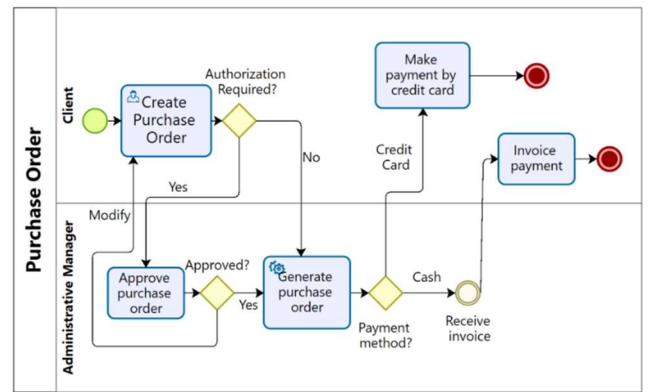 Purchase Order
Client
Administrative Manager
Create
Purchase
Order
Authorization
Required?
Yes
No
Modify
Approve
purchase
order
Approved?
Yes
Generate
purchase
order
Payment
method?
Credit
Card
Cash
Make
payment by
credit card
Receive
invoice
Invoice
payment